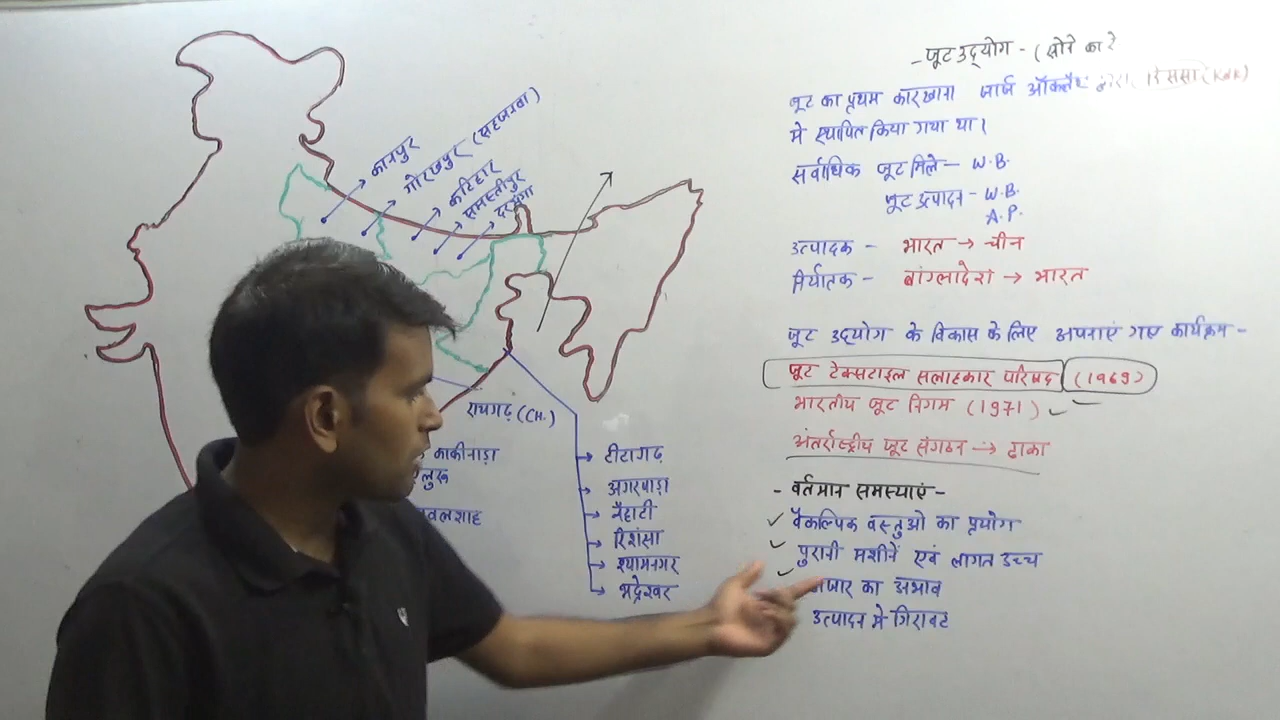 कानपुर
गोरखपुर (सहजनवा)
कटिहार
समस्तीपुर
दरभंगा
रायगढ़ (CH.)
काकीनाड़ा
टीटागढ़
अगरपाड़ा
नैहाटी
रिशंसा
श्यामनगर
भद्रेश्वर
- जूट उद्योग - (सोने का रे
जूट का प्रथम कारखाना जार्ज ऑकलैंड द्वारा
मे स्थापित किया गया था।
सर्वाधिक जूट मिले - W.B.
जूट उत्पादन - W.B.
A.P.
उत्पादक - भारत → चीन
निर्यातक - बांग्लादेश → भारत
जूट उद्योग के विकास के लिए अपनाएं गए कार्यक्रम -
जूट टेक्सटाइल सलाहकार परिषद (1969)
भारतीय जूट निगम (1971)
अंतर्राष्ट्रीय जूट संगठन → ढाका
- वर्तमान समस्याएं -
वैकल्पिक वस्तुओ का प्रयोग
पुरानी मशीनें एवं लागत उच्च
का अभाव
उत्पादन मे गिरावट